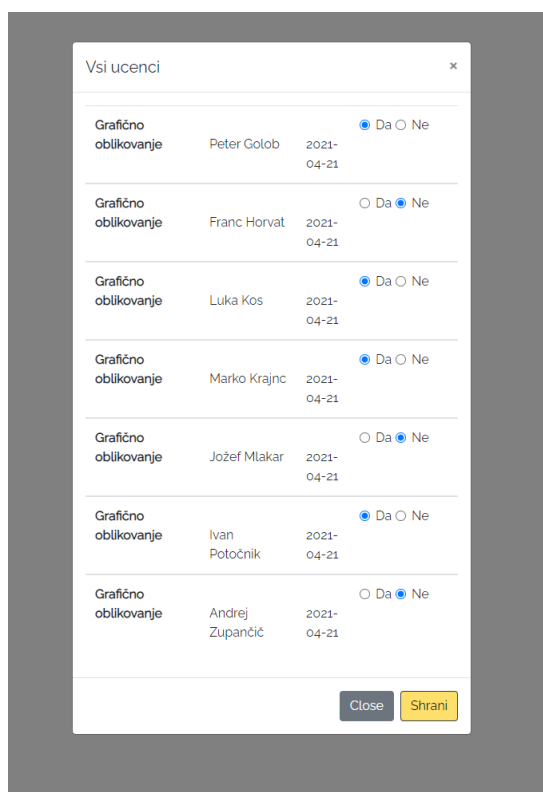 Vsi ucenci ×
Grafično ● Da ○ Ne
oblikovanje Peter Golob 2021-
04-21
Grafično ○ Da ● Ne
oblikovanje Franc Horvat 2021-
04-21
Grafično ● Da ○ Ne
oblikovanje Luka Kos 2021-
04-21
Grafično ● Da ○ Ne
oblikovanje Marko Krajnc 2021-
04-21
Grafično ○ Da ● Ne
oblikovanje Jožef Mlakar 2021-
04-21
Grafično ● Da ○ Ne
oblikovanje Ivan 2021-
Potočnik 04-21
Grafično ○ Da ● Ne
oblikovanje Andrej 2021-
Zupančič 04-21
Close Shrani